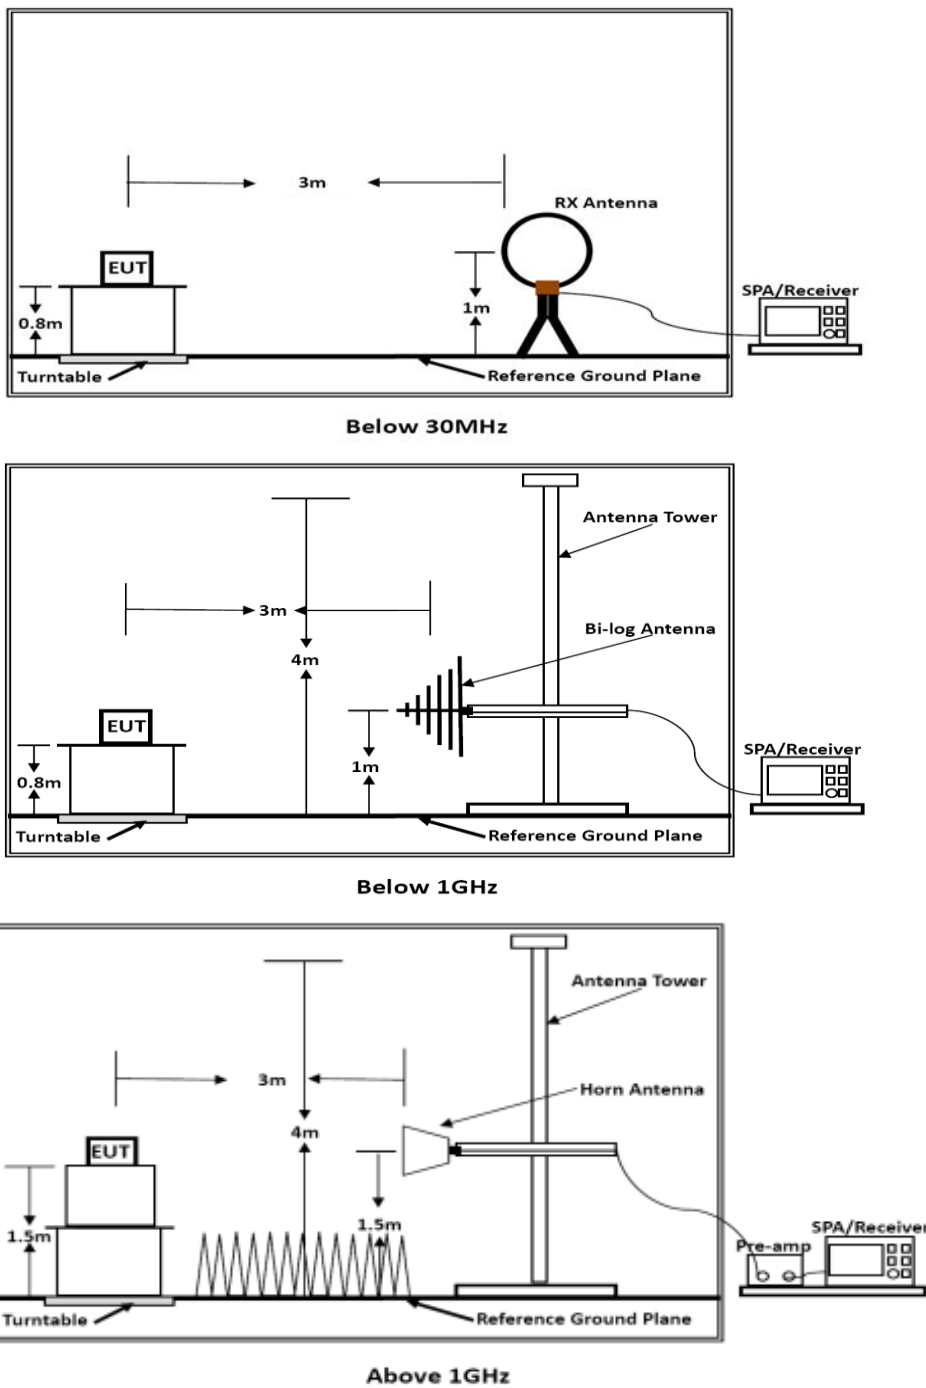 3m
RX Antenna
EUT
SPA/Receiver
0.8m
1m
Turntable
Reference Ground Plane
Below 30MHz
Antenna Tower
3m
Bi-log Antenna
4m
EUT
SPA/Receiver
1m
0.8m
Turntable
Reference Ground Plane
Below 1GHz
Antenna Tower
3m
Horn Antenna
4m
EUT
1.5m
SPA/Receiver
1.5m
Pre-amp
Turntable
Reference Ground Plane
Above 1GHz